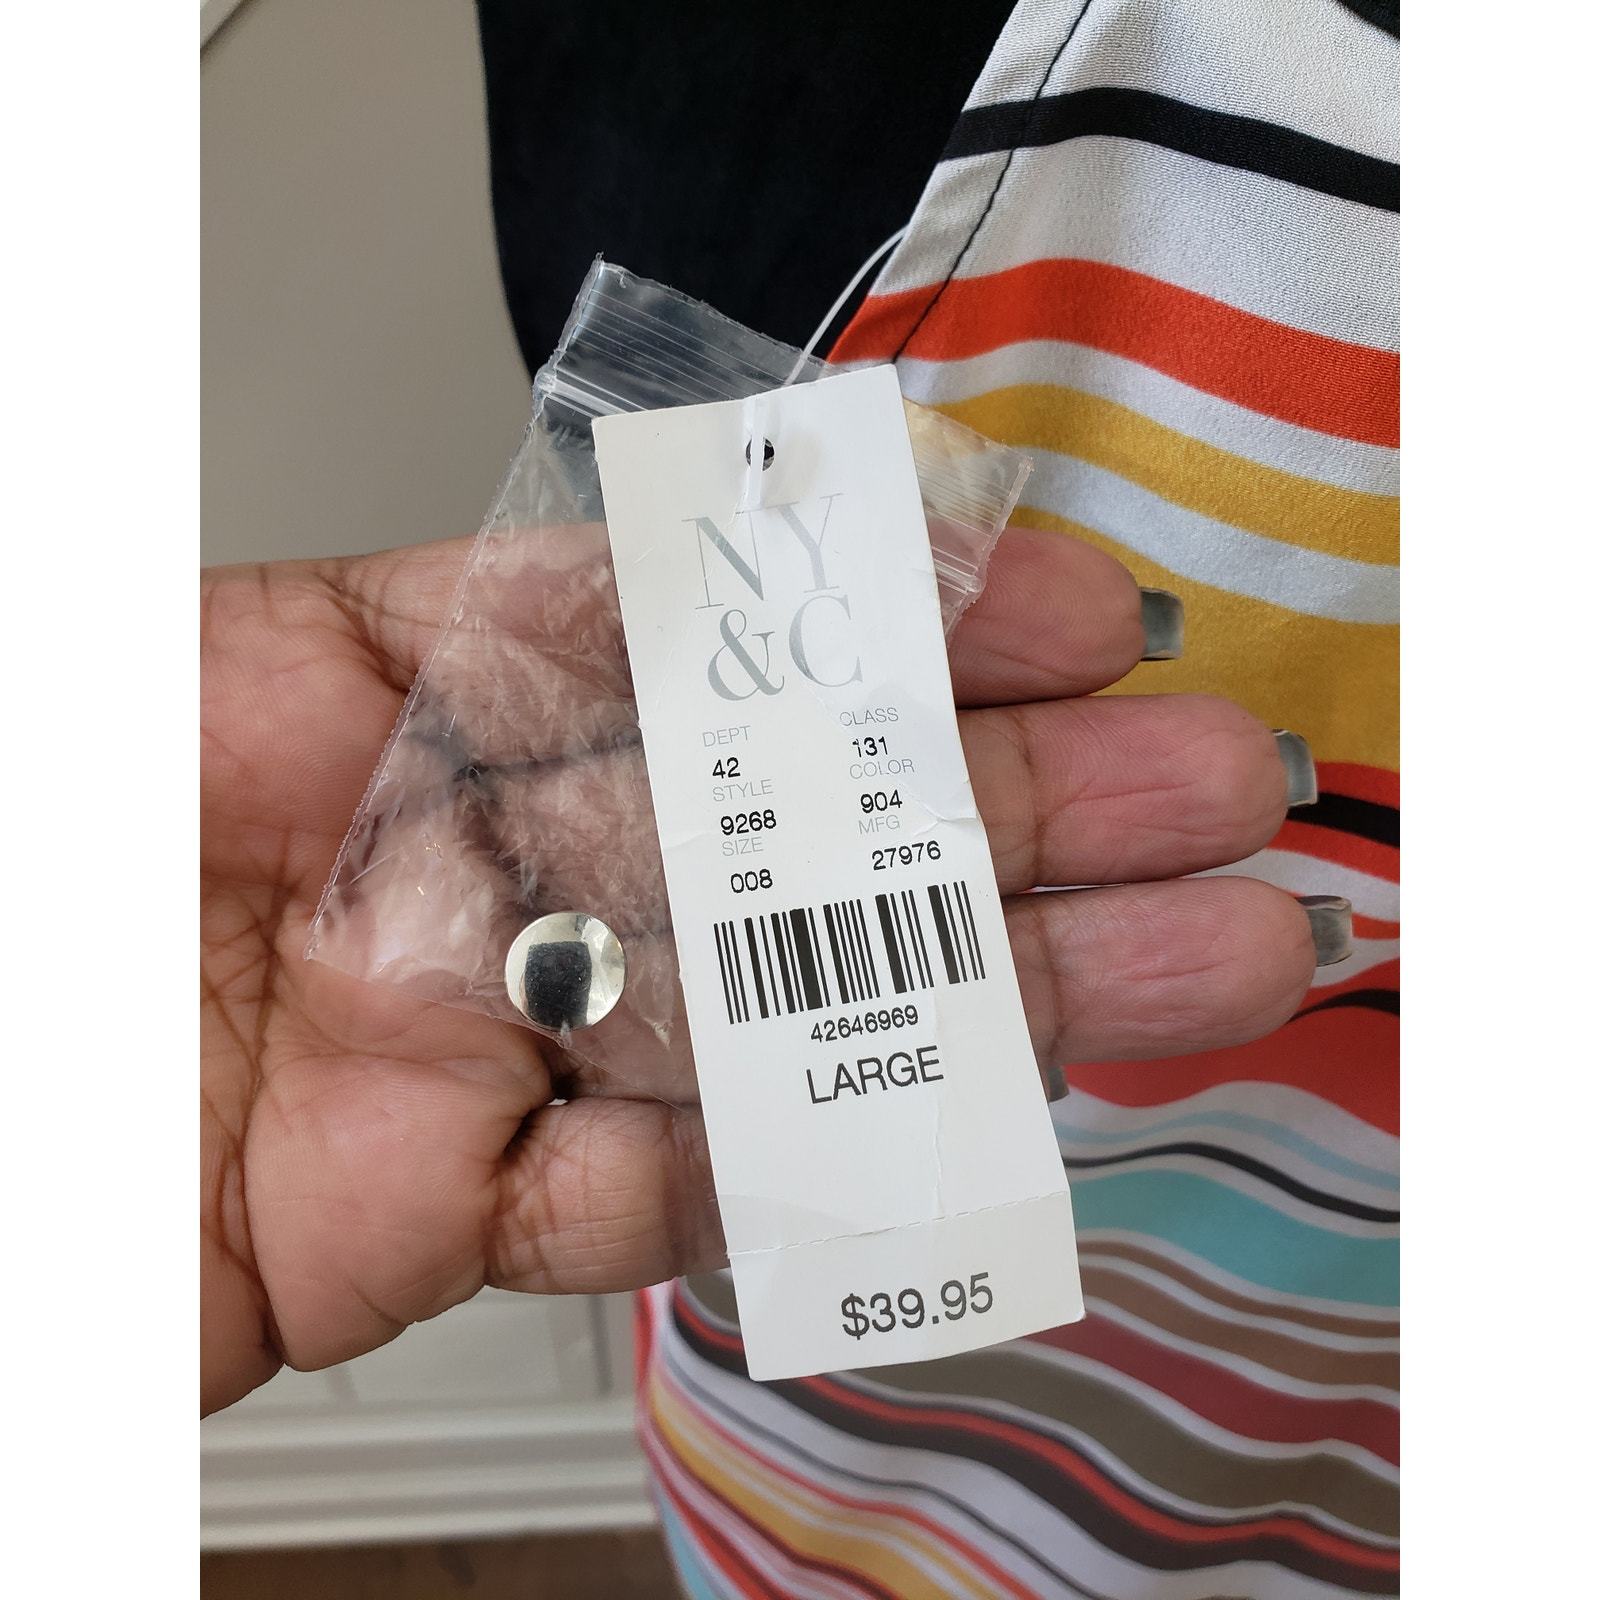 NY
&C
DEPT CLASS
42 131
STYLE COLOR
9268 904
SIZE MFG
008 27976
42646969
LARGE
$39.95